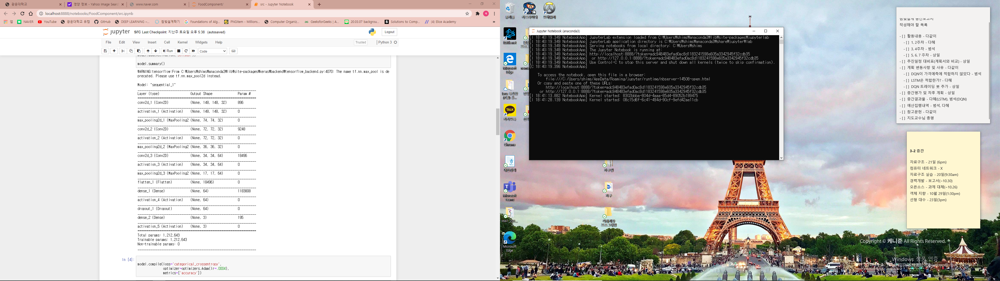 광운대학교
영양 정보 - Yahoo Image Searc
www.naver.com
FoodComponent/
src - Jupyter Notebook
localhost:8888/notebooks/FoodComponent/src.ipynb
앱
NAVER
YouTube
광운대학교 유캠
GitHub
DEEP LEARNING –...
참빛설계학기
Foundations of Alg...
PNGitem - Millions...
Computer Organiz...
GeeksforGeeks | A...
20.03.07 backgrou...
Solutions to Comp...
(4) Elice Academy
»
jupyter src Last Checkpoint: 지난주 토요일 오후 5:38 (autosaved)
Logout
File Edit View Insert Cell Kernel Widgets Help
Trusted
Python 3
Run
Code
model.summary()
WARNING:tensorflow:From C:₩Users₩shims₩anaconda3₩lib₩site-packages₩keras₩backend₩tensorflow_backend.py:4070: The name tf.nn.max_pool is de
precated. Please use tf.nn.max_pool2d instead.
Model: "sequential_1"
Layer (type) Output Shape Param #
conv2d_1 (Conv2D) (None, 148, 148, 32) 896
activation_1 (Activation) (None, 148, 148, 32) 0
max_pooling2d_1 (MaxPooling2 (None, 74, 74, 32) 0
conv2d_2 (Conv2D) (None, 72, 72, 32) 9248
activation_2 (Activation) (None, 72, 72, 32) 0
max_pooling2d_2 (MaxPooling2 (None, 36, 36, 32) 0
conv2d_3 (Conv2D) (None, 34, 34, 64) 18496
activation_3 (Activation) (None, 34, 34, 64) 0
max_pooling2d_3 (MaxPooling2 (None, 17, 17, 64) 0
flatten_1 (Flatten) (None, 18496) 0
dense_1 (Dense) (None, 64) 1183808
activation_4 (Activation) (None, 64) 0
dropout_1 (Dropout) (None, 64) 0
dense_2 (Dense) (None, 3) 195
activation_5 (Activation) (None, 3) 0
Total params: 1,212,643
Trainable params: 1,212,643
Non-trainable params: 0
In [4]:
model.compile(loss='categorical_crossentropy',
optimizer=optimizers.Adam(lr=.0004),
metrics=['accuracy'])
휴지통
카트라이더
오버워치
Battle.net
Microsoft
Edge
카카오톡
Chrome
Microsoft
Teams
HW1_201...
Microsoft
Edge
자구
Jupyter Notebook (anaconda3)
[I 18:40:19.349 NotebookApp] JupyterLab extension loaded from C:₩Users₩shims₩anaconda3₩lib₩site-packages₩jupyterlab
[I 18:40:19.349 NotebookApp] JupyterLab application directory is C:₩Users₩shims₩anaconda3₩share₩jupyter₩lab
[I 18:40:19.349 NotebookApp] Serving notebooks from local directory: C:₩Users₩shims
[I 18:40:19.349 NotebookApp] The Jupyter Notebook is running at:
[I 18:40:19.349 NotebookApp] http://localhost:8888/?token=adc948483efad0ac8d1183241598e605a3342945f32cdb35
[I 18:40:19.349 NotebookApp] or http://127.0.0.1:8888/?token=adc948483efad0ac8d1183241598e605a3342945f32cdb35
[I 18:40:19.349 NotebookApp] Use Control-C to stop this server and shut down all kernels (twice to skip confirmation).
[C 18:40:19.396 NotebookApp]
To access the notebook, open this file in a browser:
file:///C:/Users/shims/AppData/Roaming/jupyter/runtime/nbserver-14508-open.html
Or copy and paste one of these URLs:
http://localhost:8888/?token=adc948483efad0ac8d1183241598e605a3342945f32cdb35
or http://127.0.0.1:8888/?token=adc948483efad0ac8d1183241598e605a3342945f32cdb35
[I 18:41:13.882 NotebookApp] Kernel started: 8302bbba-804d-4aaa-85d4-89052b199475
[I 18:41:28.139 NotebookApp] Kernel started: 08c15d6f-6c41-494d-90cf-9efd42ae11cb
참빛설계 중간보고서
작성해야 할 목록
- [ ] 활동내용 - 다같이
- [ ] 1, 2주차 - 다혜
- [ ] 3, 4주차 - 범석
- [ ] 5, 6, 7 주차 - 상일
- [ ] 추진일정 대비표(계획서와 비교) - 상일
- [ ] 계획 변동사항 및 사유 - 다같이
- [ ] DQN이 가격예측에 적합하지 않았다 - 범석
- [ ] LSTM은 적합한가? - 다혜
- [ ] DQN 트레이딩 봇 추가 - 상일
- [ ] 중간평가 및 차후 계획 - 상일
- [ ] 중간결과물 - 다혜(LSTM), 범석(DQN)
- [ ] 예산집행내역 - 범석, 다혜
- [ ] 참고문헌 - 다같이
- [ ] 지도교수님 총평
3-2 중간
자료구조 - 21일 (6pm)
컴퓨터 네트워크 - X
자료구조 실습 - 20일(9:30am)
경력개발 - 보고서(~10.30)
오픈소스 - 과제 대체(~10.26)
객체 지향 - 10월 29일(1:30pm)
선형 대수 - 23일(3pm)
Copyright © 케니준 All Rights Reserved.
Windows 정품 인증